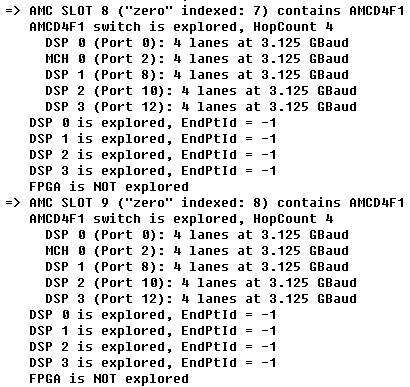 => AMC SLOT 8 ("zero" indexed: 7) contains AMCD4F1
AMCD4F1 switch is explored, HopCount 4
DSP 0 (Port 0): 4 lanes at 3.125 GBaud
MCH 0 (Port 2): 4 lanes at 3.125 GBaud
DSP 1 (Port 8): 4 lanes at 3.125 GBaud
DSP 2 (Port 10): 4 lanes at 3.125 GBaud
DSP 3 (Port 12): 4 lanes at 3.125 GBaud
DSP 0 is explored, EndPtId = -1
DSP 1 is explored, EndPtId = -1
DSP 2 is explored, EndPtId = -1
DSP 3 is explored, EndPtId = -1
FPGA is NOT explored
=> AMC SLOT 9 ("zero" indexed: 8) contains AMCD4F1
AMCD4F1 switch is explored, HopCount 4
DSP 0 (Port 0): 4 lanes at 3.125 GBaud
MCH 0 (Port 2): 4 lanes at 3.125 GBaud
DSP 1 (Port 8): 4 lanes at 3.125 GBaud
DSP 2 (Port 10): 4 lanes at 3.125 GBaud
DSP 3 (Port 12): 4 lanes at 3.125 GBaud
DSP 0 is explored, EndPtId = -1
DSP 1 is explored, EndPtId = -1
DSP 2 is explored, EndPtId = -1
DSP 3 is explored, EndPtId = -1
FPGA is NOT explored